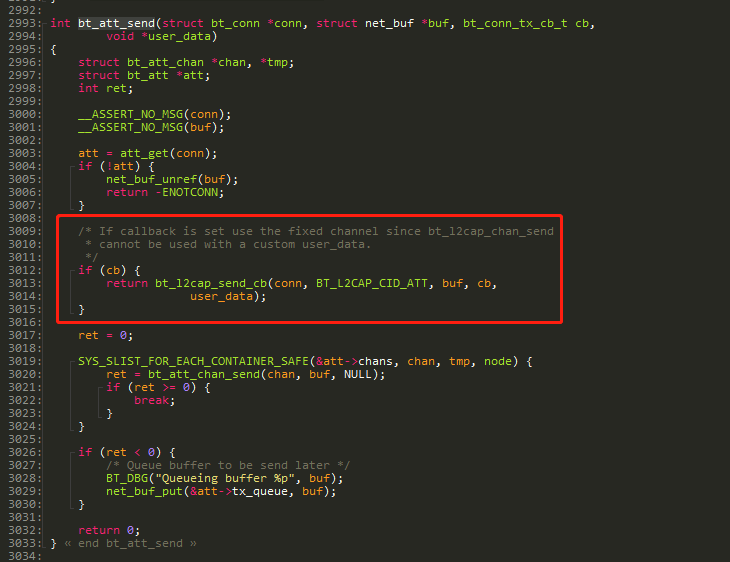 2992:
2993: int bt_att_send(struct bt_conn *conn, struct net_buf *buf, bt_conn_tx_cb_t cb,
2994:         void *user_data)
2995: {
2996:     struct bt_att_chan *chan, *tmp;
2997:     struct bt_att *att;
2998:     int ret;
2999:
3000:     __ASSERT_NO_MSG(conn);
3001:     __ASSERT_NO_MSG(buf);
3002:
3003:     att = att_get(conn);
3004:     if (!att) {
3005:         net_buf_unref(buf);
3006:         return -ENOTCONN;
3007:     }
3008:
3009:     /* If callback is set use the fixed channel since bt_l2cap_chan_send
3010:      * cannot be used with a custom user_data.
3011:      */
3012:     if (cb) {
3013:         return bt_l2cap_send_cb(conn, BT_L2CAP_CID_ATT, buf, cb,
3014:                     user_data);
3015:     }
3016:
3017:     ret = 0;
3018:
3019:     SYS_SLIST_FOR_EACH_CONTAINER_SAFE(&att->chans, chan, tmp, node) {
3020:         ret = bt_att_chan_send(chan, buf, NULL);
3021:         if (ret >= 0) {
3022:             break;
3023:         }
3024:     }
3025:
3026:     if (ret < 0) {
3027:         /* Queue buffer to be send later */
3028:         BT_DBG("Queueing buffer %p", buf);
3029:         net_buf_put(&att->tx_queue, buf);
3030:     }
3031:
3032:     return 0;
3033: } « end bt_att_send »
3034: